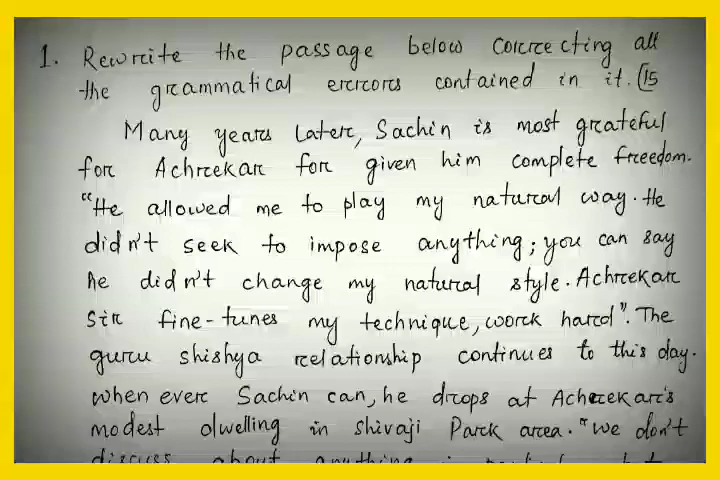 1. Rewrite the passage below correcting all
the grammatical errors contained in it. (15
Many years Later, Sachin is most grateful
for Achrekar for given him complete freedom.
"He allowed me to play my natural way. He
didn't seek to impose anything; you can say
he didn't change my natural style. Achrekar
Sir fine-tunes my technique, work hard". The
guru shishya relationship continues to this day.
when ever Sachin can, he drops at Achrekar's
modest dwelling in shivaji Park area. "we don't
discuss about anything